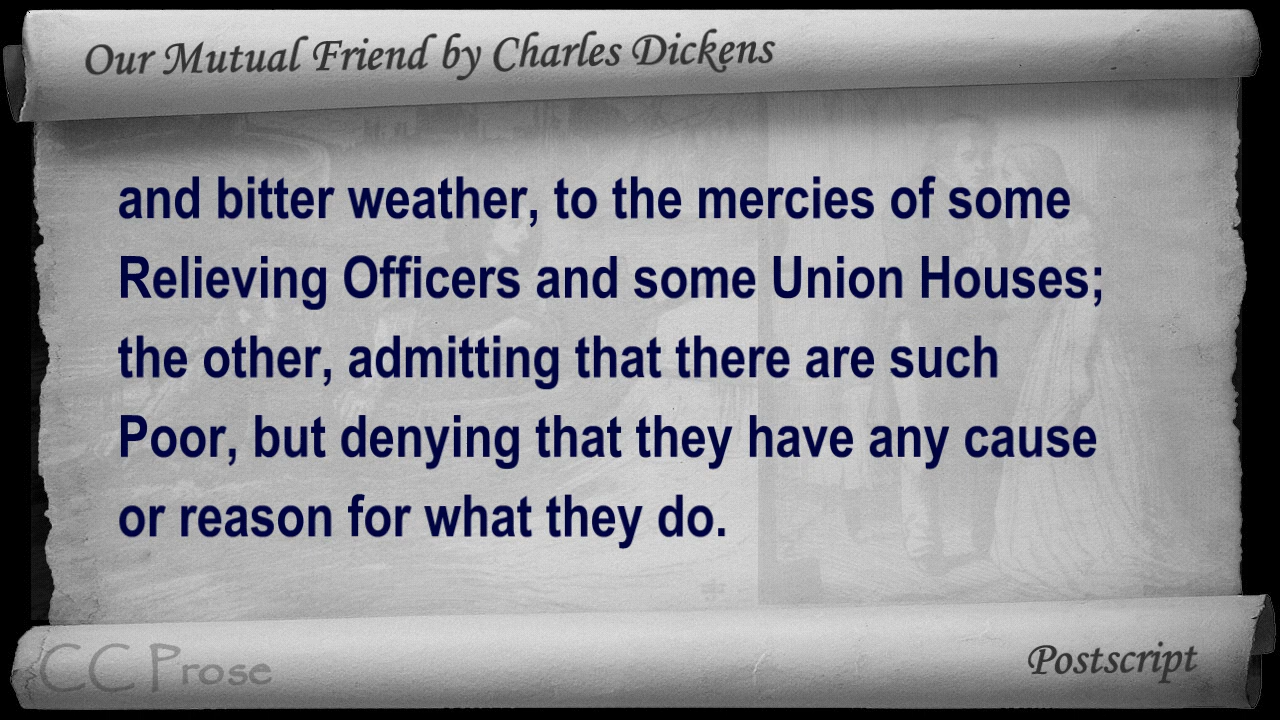 Our Mutual Friend by Charles Dickens
and bitter weather, to the mercies of some
Relieving Officers and some Union Houses;
the other, admitting that there are such
Poor, but denying that they have any cause
or reason for what they do.
CC Prose
Postscript